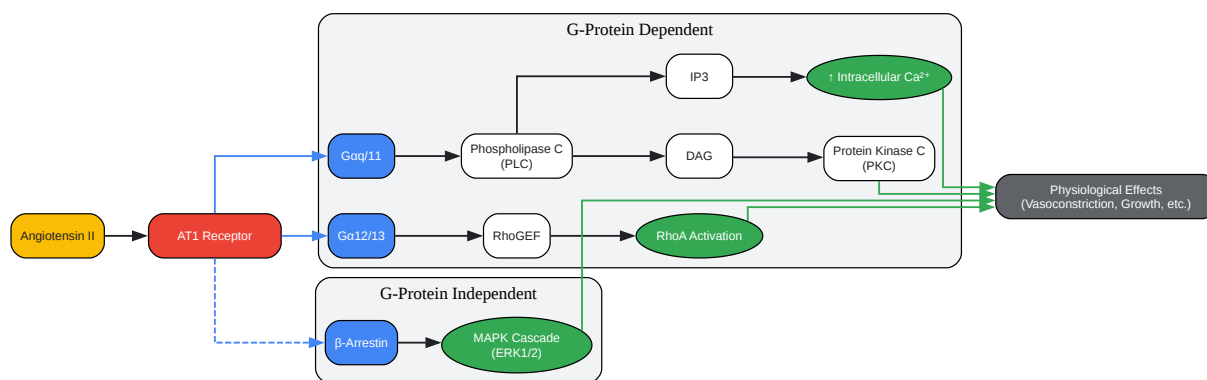 G-Protein Dependent
IP3
↑ Intracellular Ca²⁺
Gαq/11
Phospholipase C
(PLC)
DAG
Protein Kinase C
(PKC)
Physiological Effects
(Vasoconstriction, Growth, etc.)
Angiotensin II
AT1 Receptor
Gα12/13
RhoGEF
RhoA Activation
G-Protein Independent
β-Arrestin
MAPK Cascade
(ERK1/2)